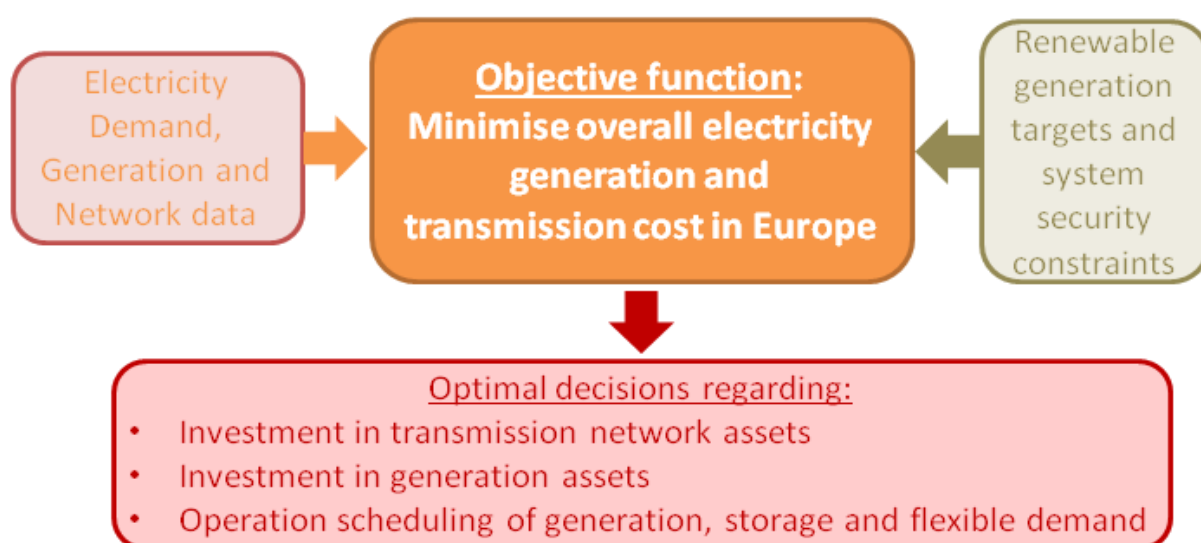 Electricity
Demand,
Generation and
Network data
Objective function:
Minimise overall electricity
generation and
transmission cost in Europe
Renewable
generation
targets and
system
security
constraints
Optimal decisions regarding:
• Investment in transmission network assets
• Investment in generation assets
• Operation scheduling of generation, storage and flexible demand